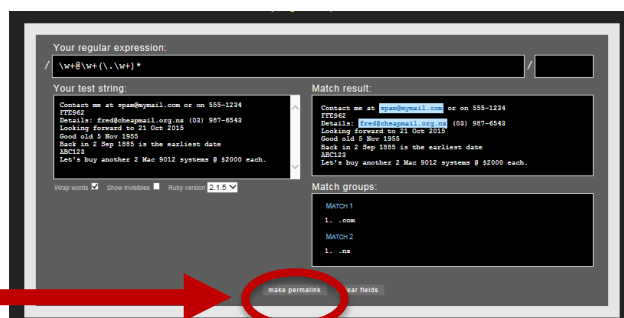 Your regular expression:
/ \w+@\w+(\.\w+)* /
Your test string:
Contact me at spam@mymail.com or on 555-1234
FTE962
Details: fred@cheapmail.org.nz (03) 987-6543
Looking forward to 21 Oct 2015
Good old 5 Nov 1955
Back in 2 Sep 1885 is the earliest date
ABC123
Let's buy another 2 Mac 9012 systems @ $2000 each.
Wrap words Show invisibles Ruby version 2.1.5
Match result:
Contact me at spam@mymail.com or on 555-1234
FTE962
Details: fred@cheapmail.org.nz (03) 987-6543
Looking forward to 21 Oct 2015
Good old 5 Nov 1955
Back in 2 Sep 1885 is the earliest date
ABC123
Let's buy another 2 Mac 9012 systems @ $2000 each.
Match groups:
MATCH 1
1. .com
MATCH 2
1. .nz
make permalink ear fields